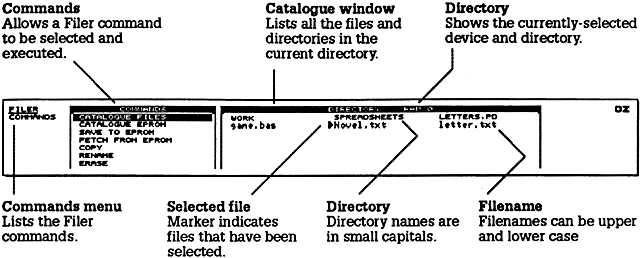 Commands
Allows a Filer command
to be selected and
executed.
Catalogue window
Lists all the files and
directories in the
current directory.
Directory
Shows the currently-selected
device and directory.
FILER
COMMANDS
COMMANDS
CATALOGUE FILES
CATALOGUE EPROM
SAVE TO EPROM
FETCH FROM EPROM
COPY
RENAME
ERASE
DIRECTORY
WORK
game.bas
SPREADSHEETS
Novel.txt
LETTERS.PD
letter.txt
OZ
Commands menu
Lists the Filer
commands.
Selected file
Marker indicates
files that have been
selected.
Directory
Directory names are
in small capitals.
Filename
Filenames can be upper
and lower case